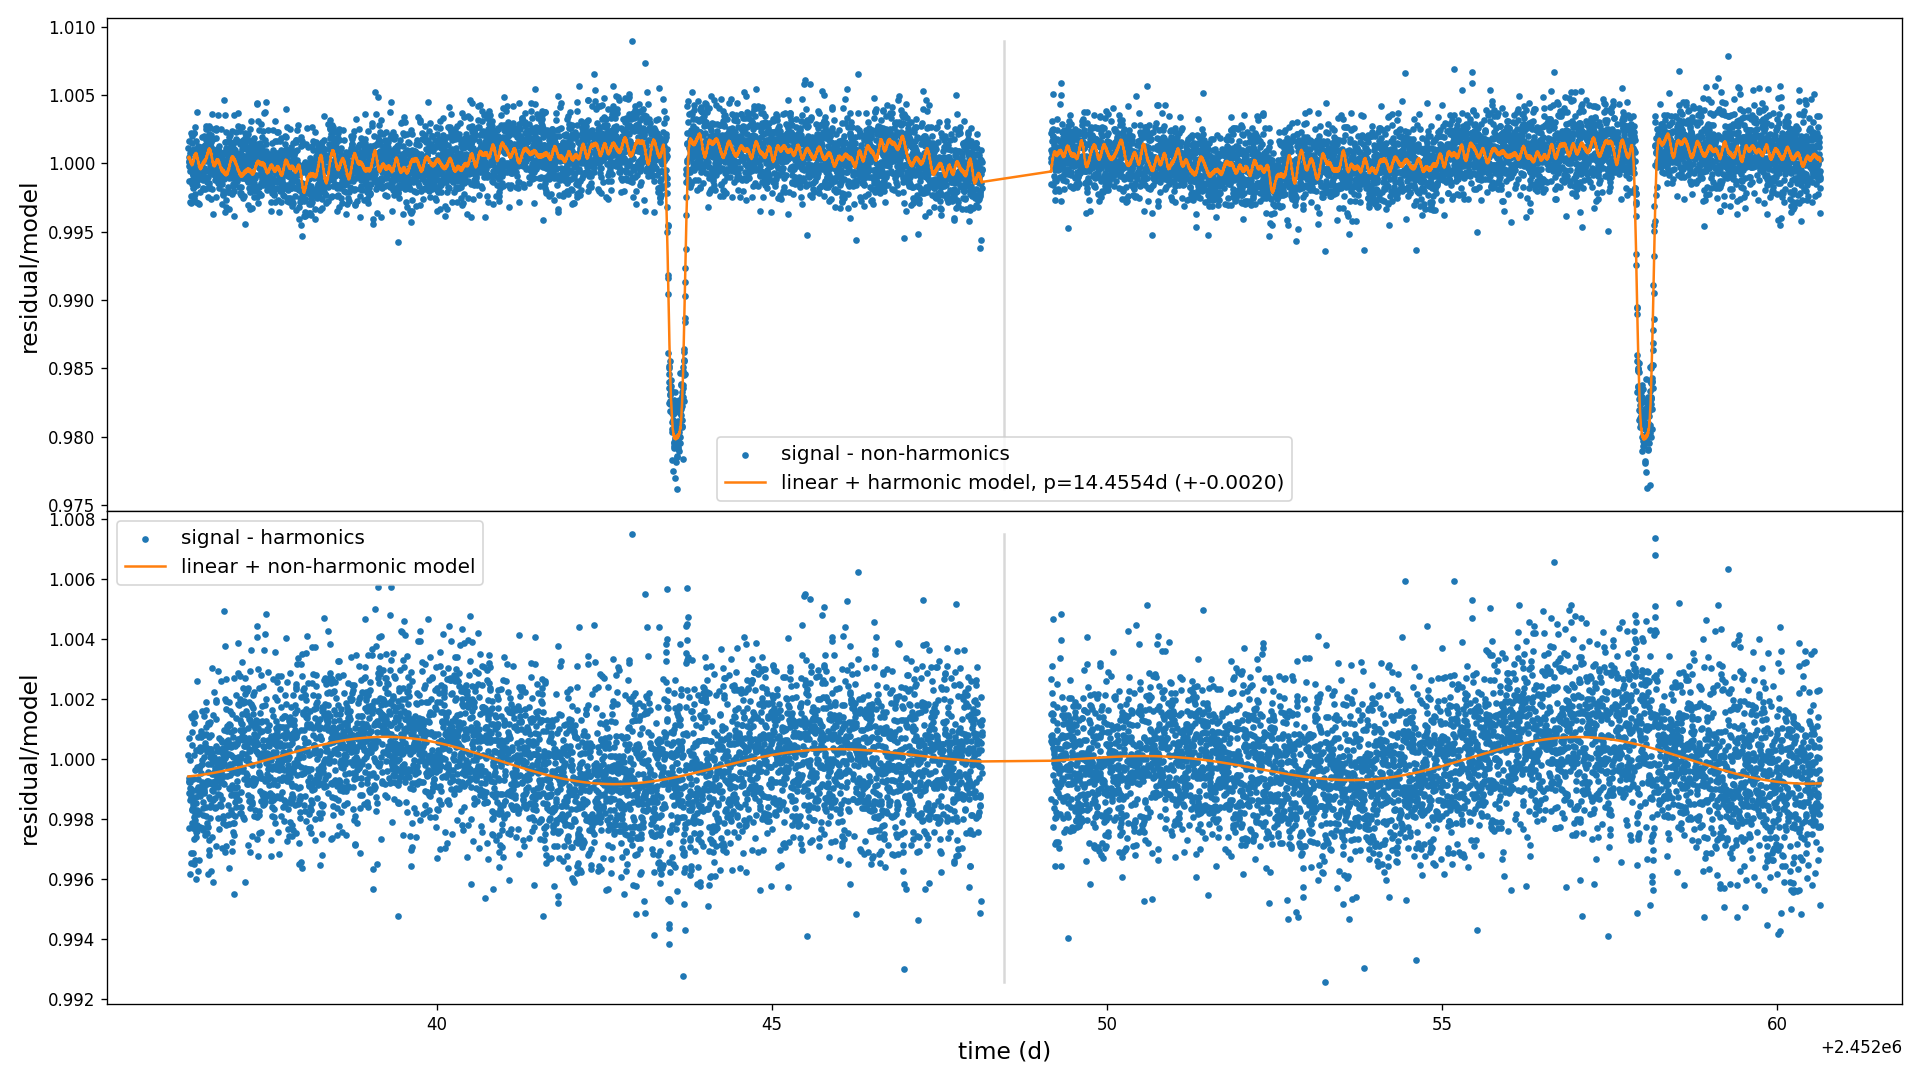 1.010
1.005
1.000
0.995
0.990
0.985
0.980
0.975
residual/model
signal - non-harmonics
linear + harmonic model, p=14.4554d (+-0.0020)
1.008
1.006
1.004
1.002
1.000
0.998
0.996
0.994
0.992
residual/model
signal - harmonics
linear + non-harmonic model
40 45 50 55 60
time (d)
+2.452e6